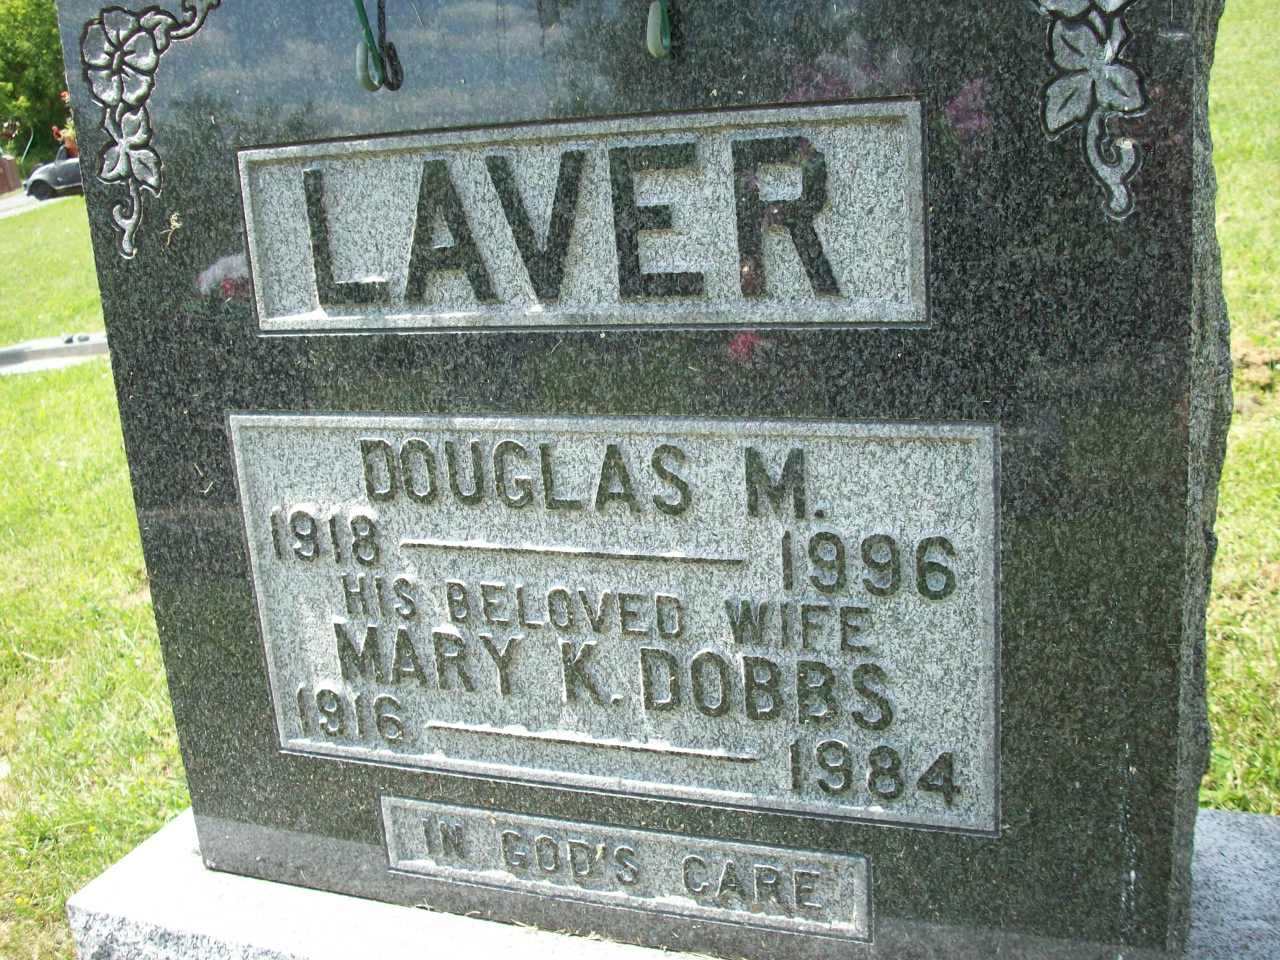 LAVER
DOUGLAS M.
1918 — 1996
HIS BELOVED WIFE
MARY K. DOBBS
1916 — 1984
IN GOD'S CARE